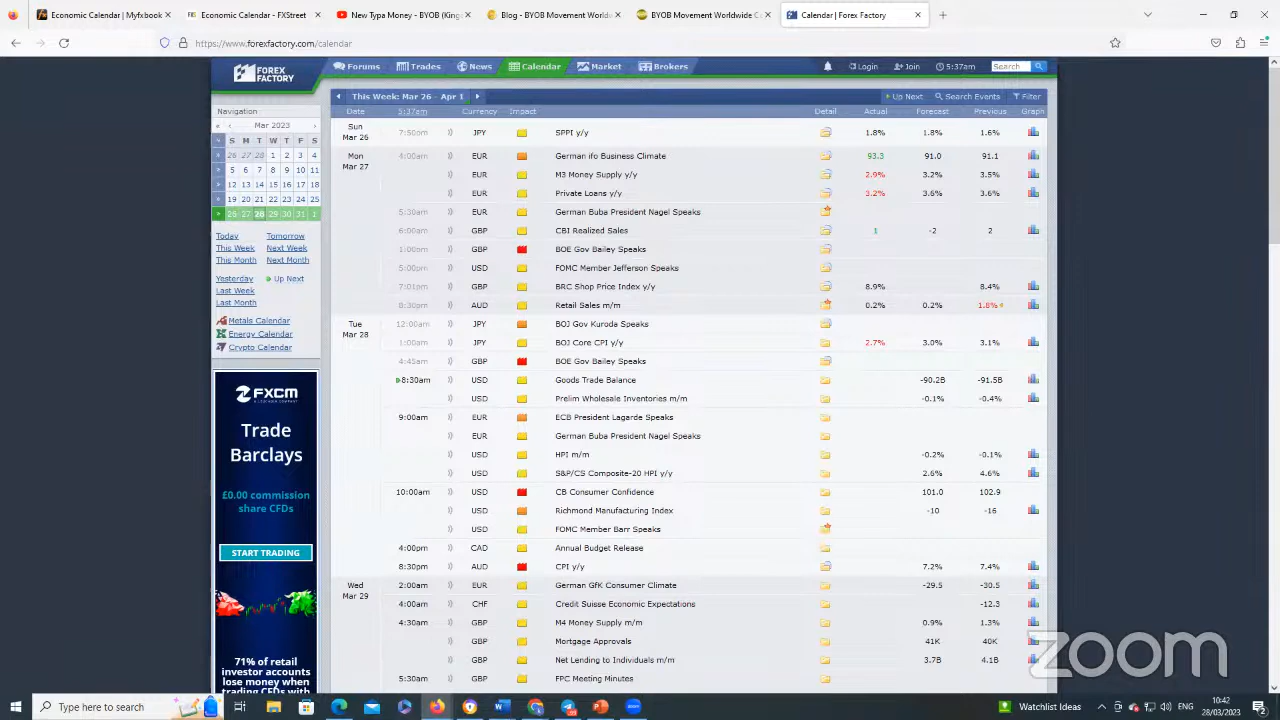 Economic Calendar | Myfxbook
Economic Calendar - FXStreet
New Typa Money - BYOB (King
Blog - BYOB Movement Worldw
BYOB Movement Worldwide C
Calendar | Forex Factory
https://www.forexfactory.com/calendar
FOREX FACTORY
Forums Trades News Calendar Market Brokers
Login Join 5:37am Search
Navigation
Mar 2023
S M T W T F S
26 27 28 1 2 3 4
5 6 7 8 9 10 11
12 13 14 15 16 17 18
19 20 21 22 23 24 25
26 27 28 29 30 31 1
Today Tomorrow
This Week Next Week
This Month Next Month
Yesterday Up Next
Last Week
Last Month
Metals Calendar
Energy Calendar
Crypto Calendar
FXCM
Trade
Barclays
£0.00 commission
share CFDs
START TRADING
71% of retail
investor accounts
lose money when
trading CFDs with
This Week: Mar 26 - Apr 1
Up Next Search Events Filter
Date 5:37am Currency Impact Detail Actual Forecast Previous Graph
Sun Mar 26 7:50pm JPY SPPI y/y 1.8% 1.8% 1.6%
Mon Mar 27 4:00am EUR German ifo Business Climate 93.3 91.0 91.1
EUR M3 Money Supply y/y 2.9% 3.2% 3.5%
EUR Private Loans y/y 3.2% 3.6% 3.6%
5:30am EUR German Buba President Nagel Speaks
6:00am GBP CBI Realized Sales 1 -2 2
1:00pm GBP BOE Gov Bailey Speaks
5:00pm USD FOMC Member Jefferson Speaks
GBP BRC Shop Price Index y/y 8.9% 8.4%
8:30pm AUD Retail Sales m/m 0.2% 0.2% 1.8%
Tue Mar 28 12:00am JPY BOJ Gov Kuroda Speaks
1:00am JPY BOJ Core CPI y/y 2.7% 3.0% 3.1%
4:45am GBP BOE Gov Bailey Speaks
8:30am USD Goods Trade Balance -90.2B -91.5B
USD Prelim Wholesale Inventories m/m -0.1% -0.4%
9:00am EUR ECB President Lagarde Speaks
EUR German Buba President Nagel Speaks
USD HPI m/m -0.2% -0.1%
USD S&P/CS Composite-20 HPI y/y 2.6% 4.6%
10:00am USD CB Consumer Confidence 101.0 102.9
USD Richmond Manufacturing Index -10 -16
USD FOMC Member Barr Speaks
4:00pm CAD Annual Budget Release
8:30pm AUD CPI y/y 7.2% 7.4%
Wed Mar 29 2:00am EUR German GfK Consumer Climate -29.5 -30.5
4:00am CHF Credit Suisse Economic Expectations -12.3
4:30am GBP M4 Money Supply m/m 0.9% 1.3%
GBP Mortgage Approvals 41K 40K
GBP Net Lending to Individuals m/m 3.7B 4.1B
5:30am GBP FPC Meeting Minutes
zoom
Type here to search
Watchlist Ideas
10:42
28/03/2023